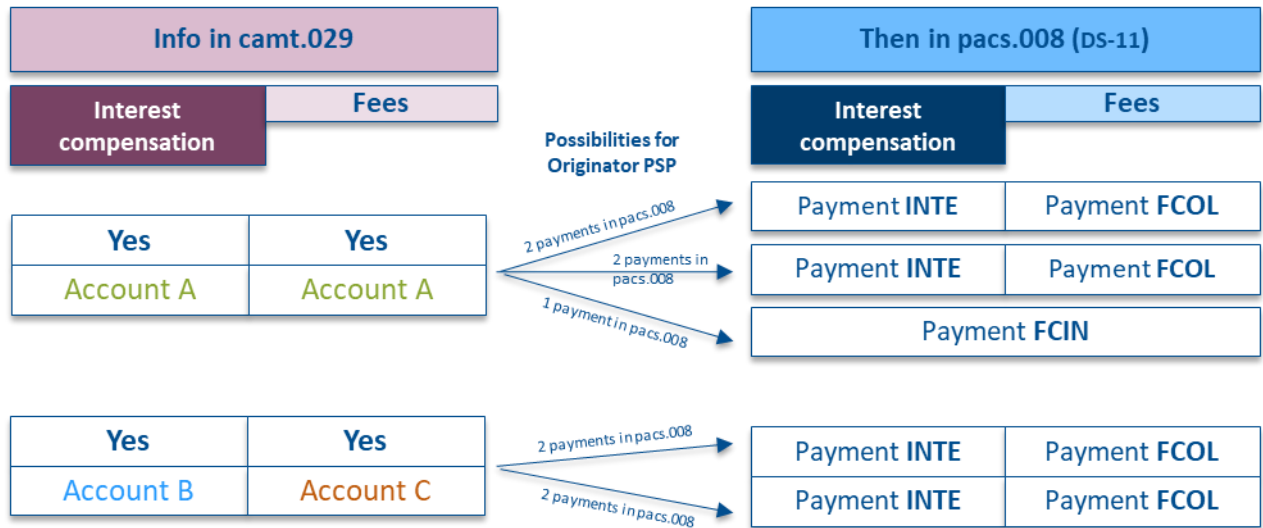 Info in camt.029
Then in pacs.008 (DS-11)
Interest
compensation
Fees
Possibilities for
Originator PSP
Interest
compensation
Fees
Yes
Yes
Account A
Account A
2 payments in pacs.008
2 payments in
pacs.008
1 payment in pacs.008
Payment INTE
Payment FCOL
Payment INTE
Payment FCOL
Payment FCIN
Yes
Yes
Account B
Account C
2 payments in pacs.008
2 payments in pacs.008
Payment INTE
Payment FCOL
Payment INTE
Payment FCOL